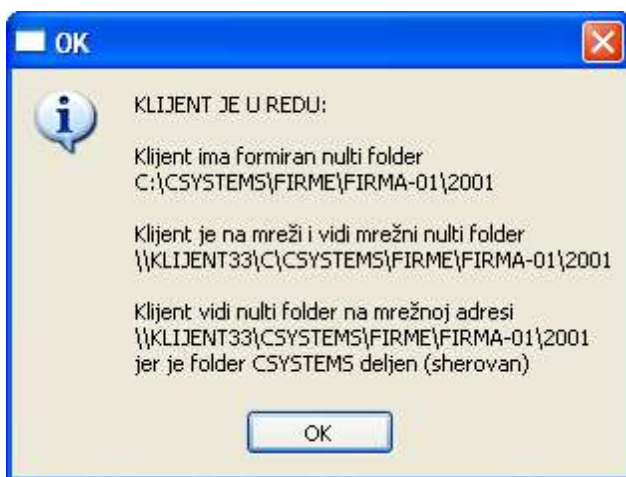 OK
KLIJENT JE U REDU:
Klijent ima formiran nulti folder
C:\CSYSTEMS\FIRME\FIRMA-01\2001
Klijent je na mreži i vidi mrežni nulti folder
\\KLIJENT33\C\CSYSTEMS\FIRME\FIRMA-01\2001
Klijent vidi nulti folder na mrežnoj adresi
\\KLIJENT33\CSYSTEMS\FIRME\FIRMA-01\2001
jer je folder CSYSTEMS deljen (sherovan)
OK